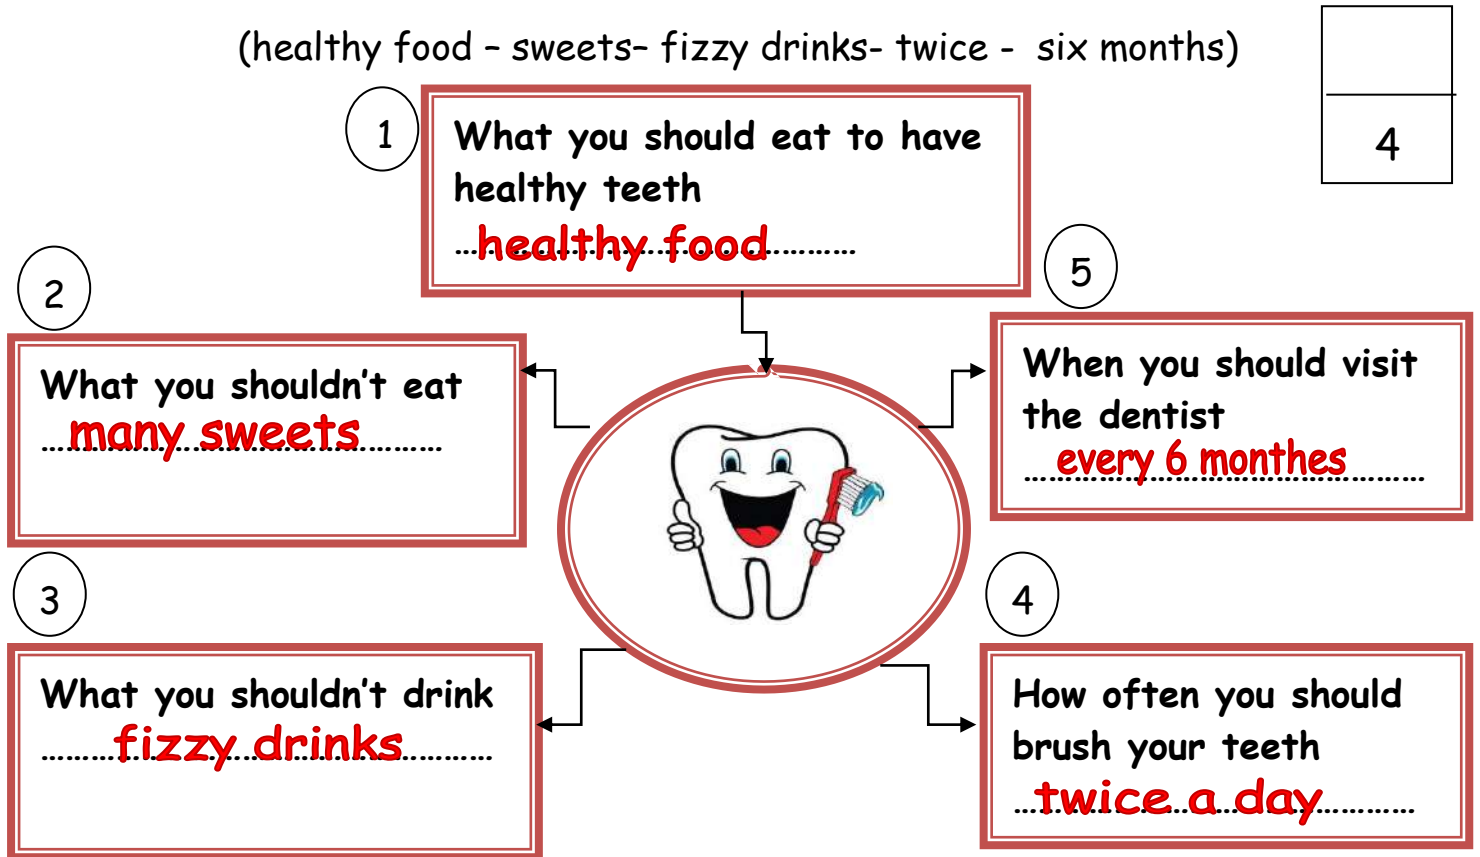 (healthy food – sweets– fizzy drinks- twice -  six months)
4
1
What you should eat to have
healthy teeth
...healthy food.......
2
What you shouldn't eat
...many sweets.......
3
What you shouldn't drink
.......fizzy drinks.......
4
How often you should
brush your teeth
...twice a day.......
5
When you should visit
the dentist
...every 6 monthes.......